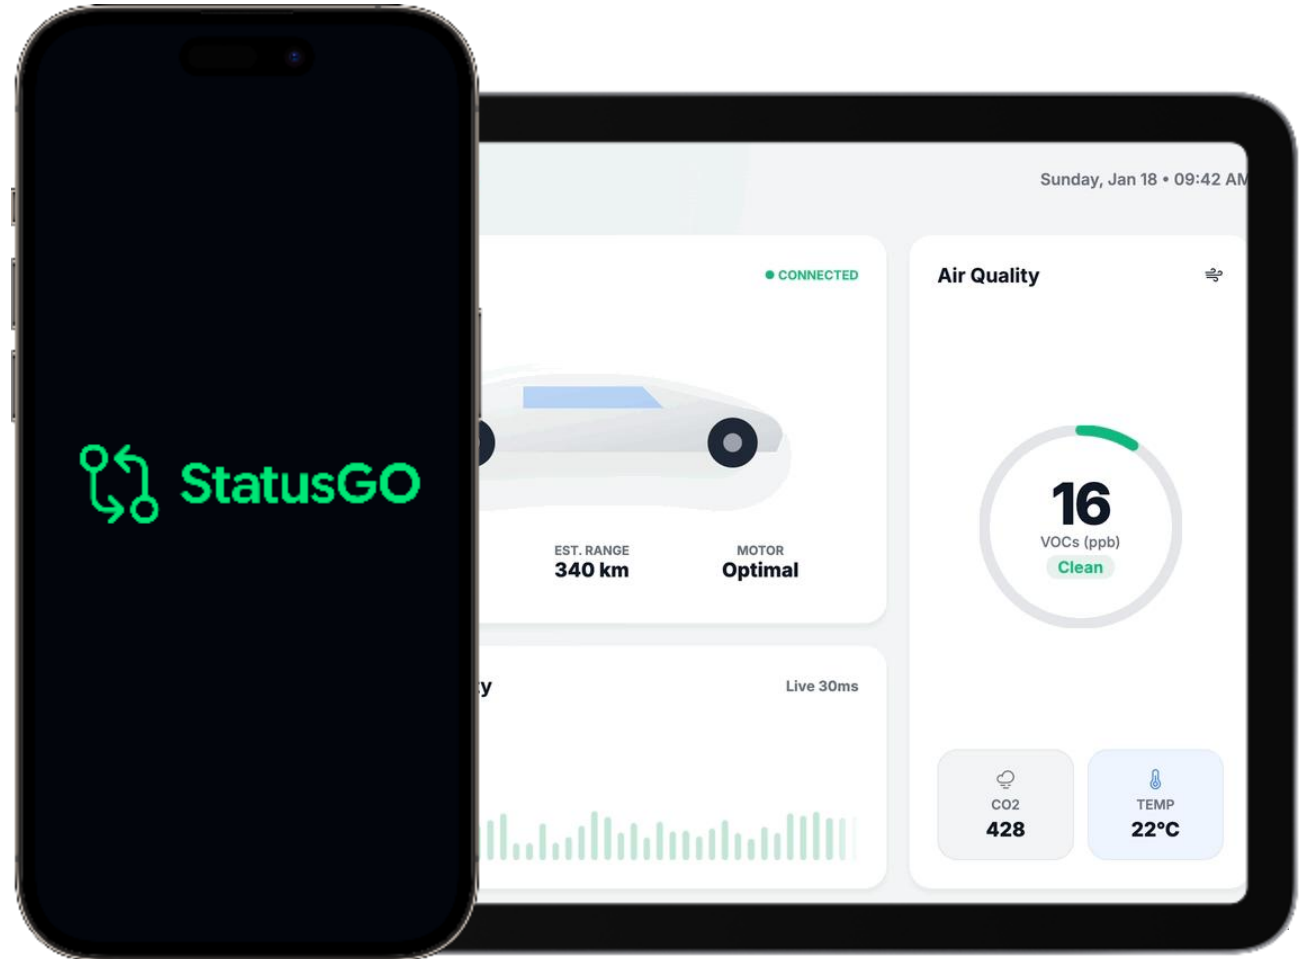 StatusGO
Sunday, Jan 18 • 09:42 AM
CONNECTED
EST. RANGE
340 km
MOTOR
Optimal
Live 30ms
Air Quality
16
VOCs (ppb)
Clean
CO2
428
TEMP
22°C